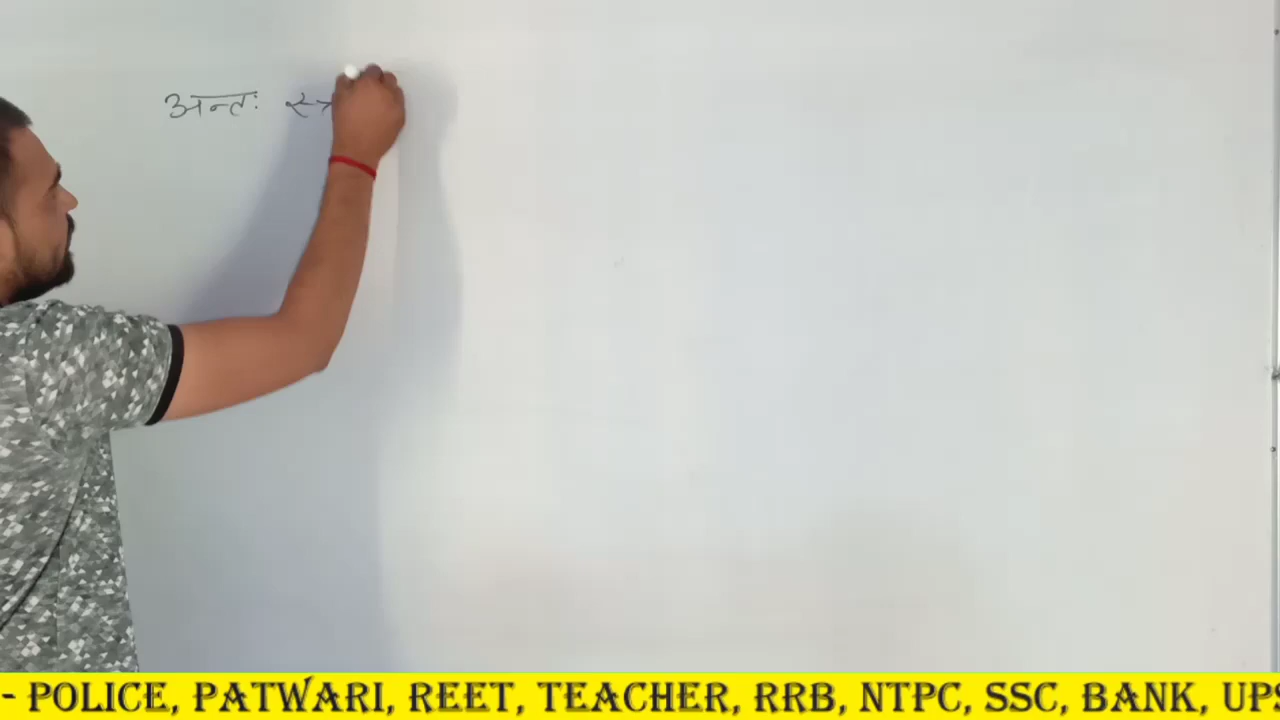 अन्तः
- POLICE, PATWARI, REET, TEACHER, RRB, NTPC, SSC, BANK, UPS